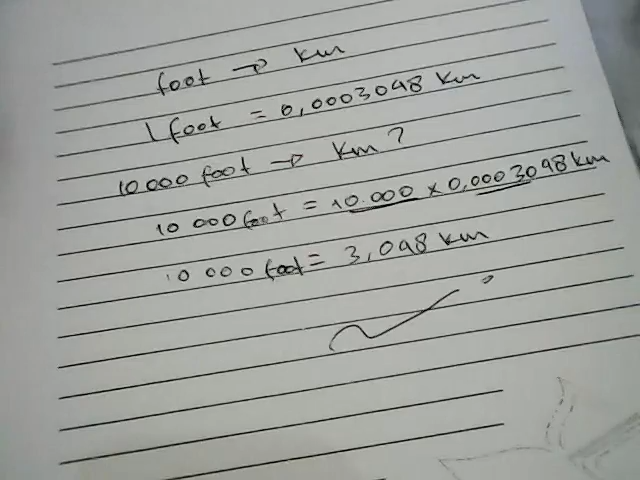 foot → Km
1 foot = 0,0003048 Km
10 000 foot → Km?
10 000 foot = 10.000 x 0,0003098 km
10 000 foot = 3,098 Km